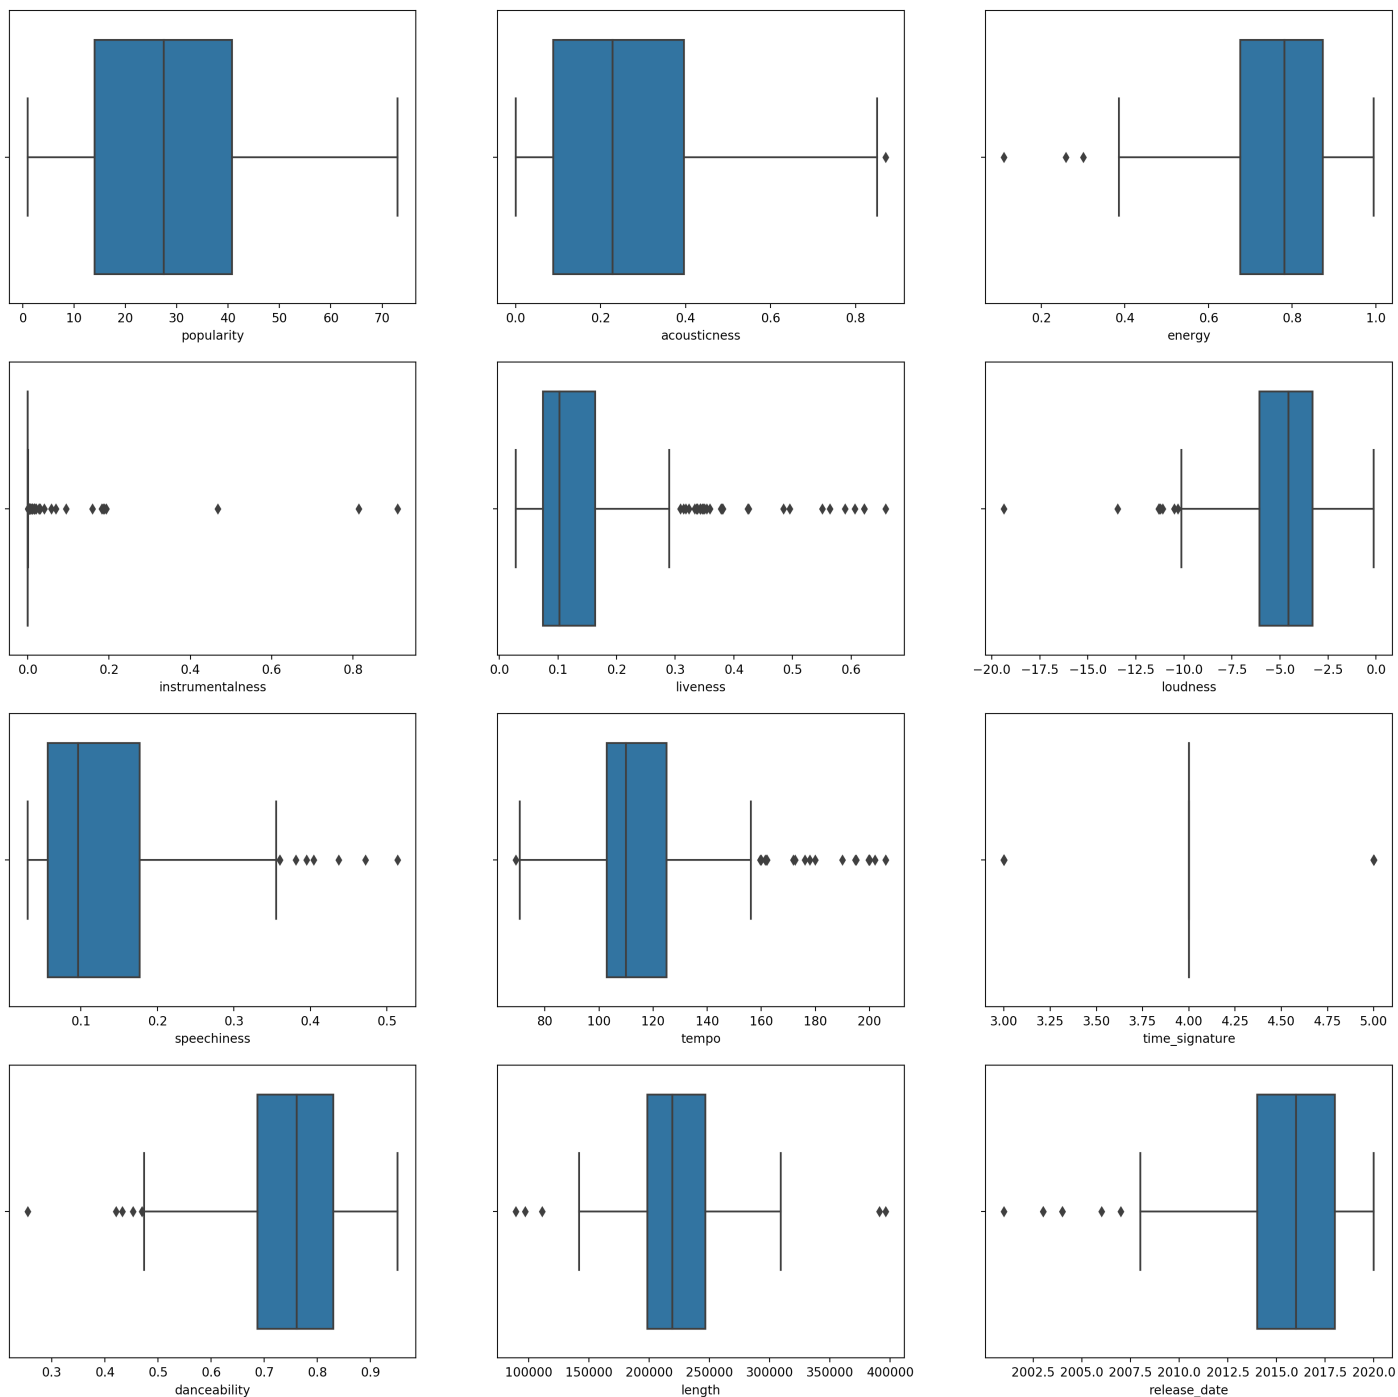 0 10 20 30 40 50 60 70
popularity
0.0 0.2 0.4 0.6 0.8
acousticness
0.2 0.4 0.6 0.8 1.0
energy
0.0 0.2 0.4 0.6 0.8
instrumentalness
0.0 0.1 0.2 0.3 0.4 0.5 0.6
liveness
−20.0 −17.5 −15.0 −12.5 −10.0 −7.5 −5.0 −2.5 0.0
loudness
0.1 0.2 0.3 0.4 0.5
speechiness
80 100 120 140 160 180 200
tempo
3.00 3.25 3.50 3.75 4.00 4.25 4.50 4.75 5.00
time_signature
0.3 0.4 0.5 0.6 0.7 0.8 0.9
danceability
100000 150000 200000 250000 300000 350000 400000
length
2002.5 2005.0 2007.5 2010.0 2012.5 2015.0 2017.5 2020.0
release_date